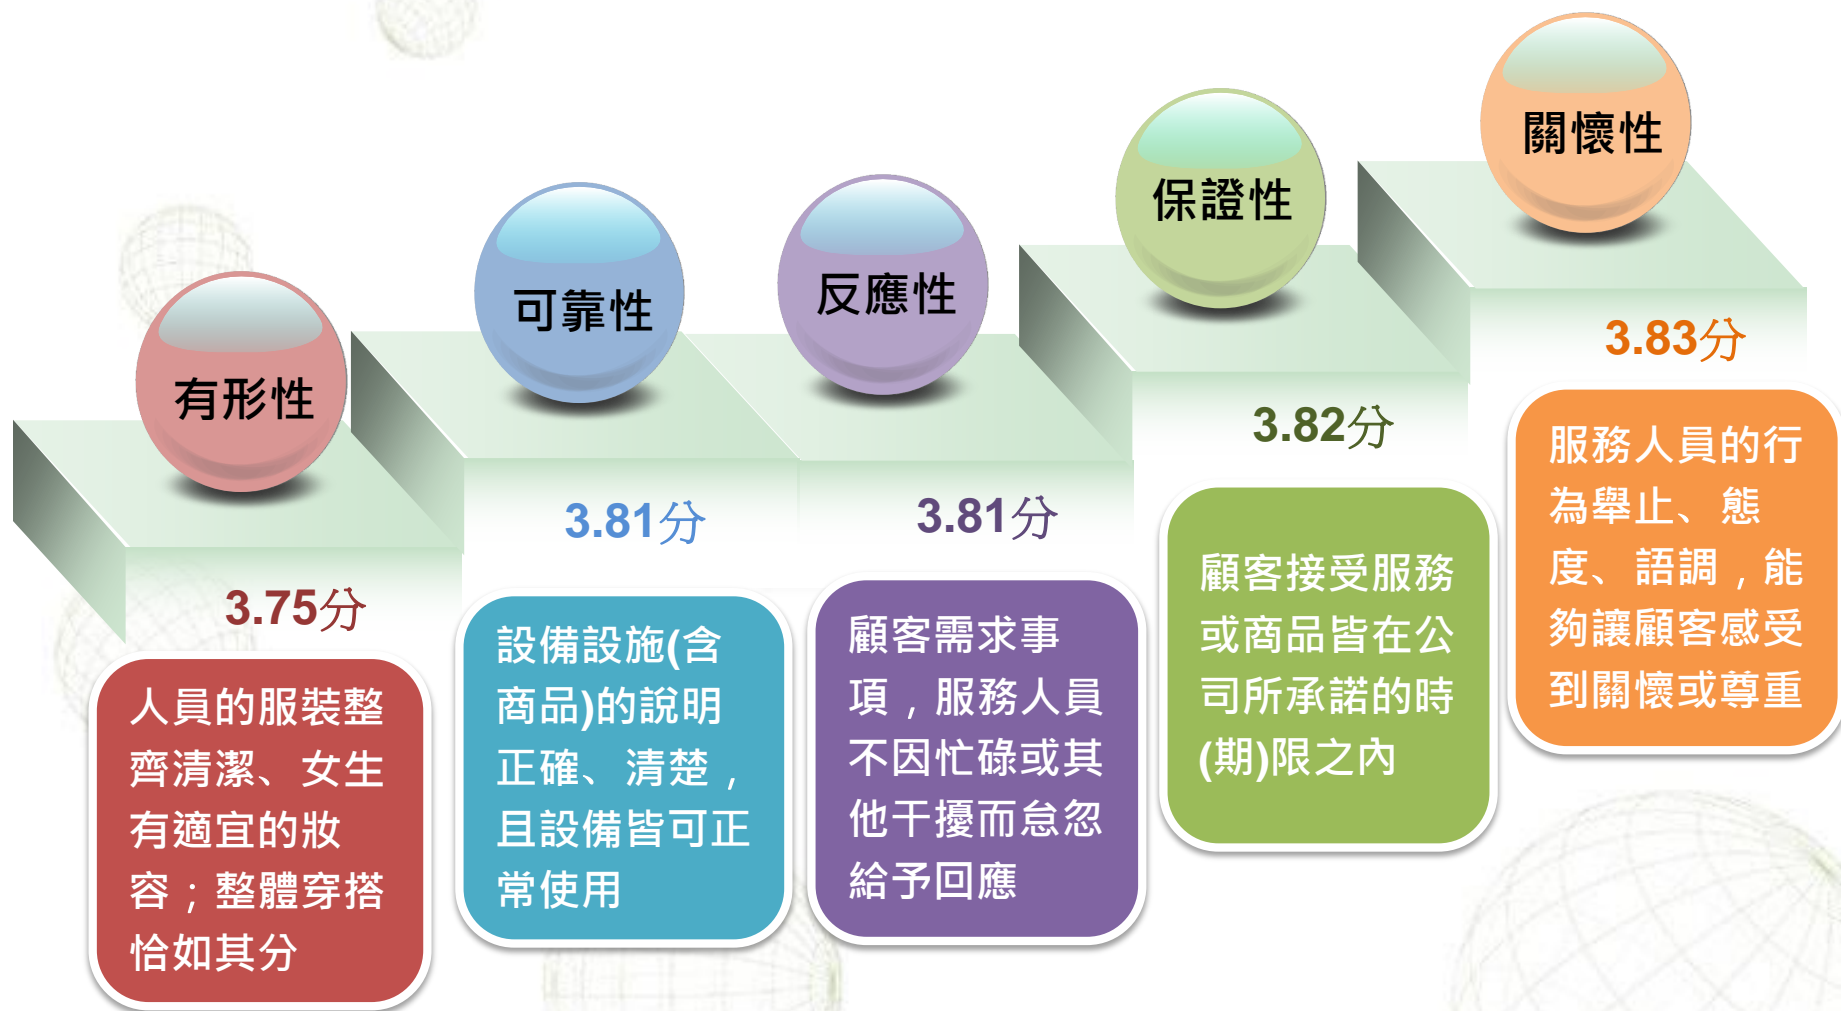 有形性
3.75分
人員的服裝整
齊清潔、女生
有適宜的妝
容；整體穿搭
恰如其分
可靠性
3.81分
設備設施(含
商品)的說明
正確、清楚，
且設備皆可正
常使用
反應性
3.81分
顧客需求事
項，服務人員
不因忙碌或其
他干擾而怠忽
給予回應
保證性
3.82分
顧客接受服務
或商品皆在公
司所承諾的時
(期)限之內
關懷性
3.83分
服務人員的行
為舉止、態
度、語調，能
夠讓顧客感受
到關懷或尊重